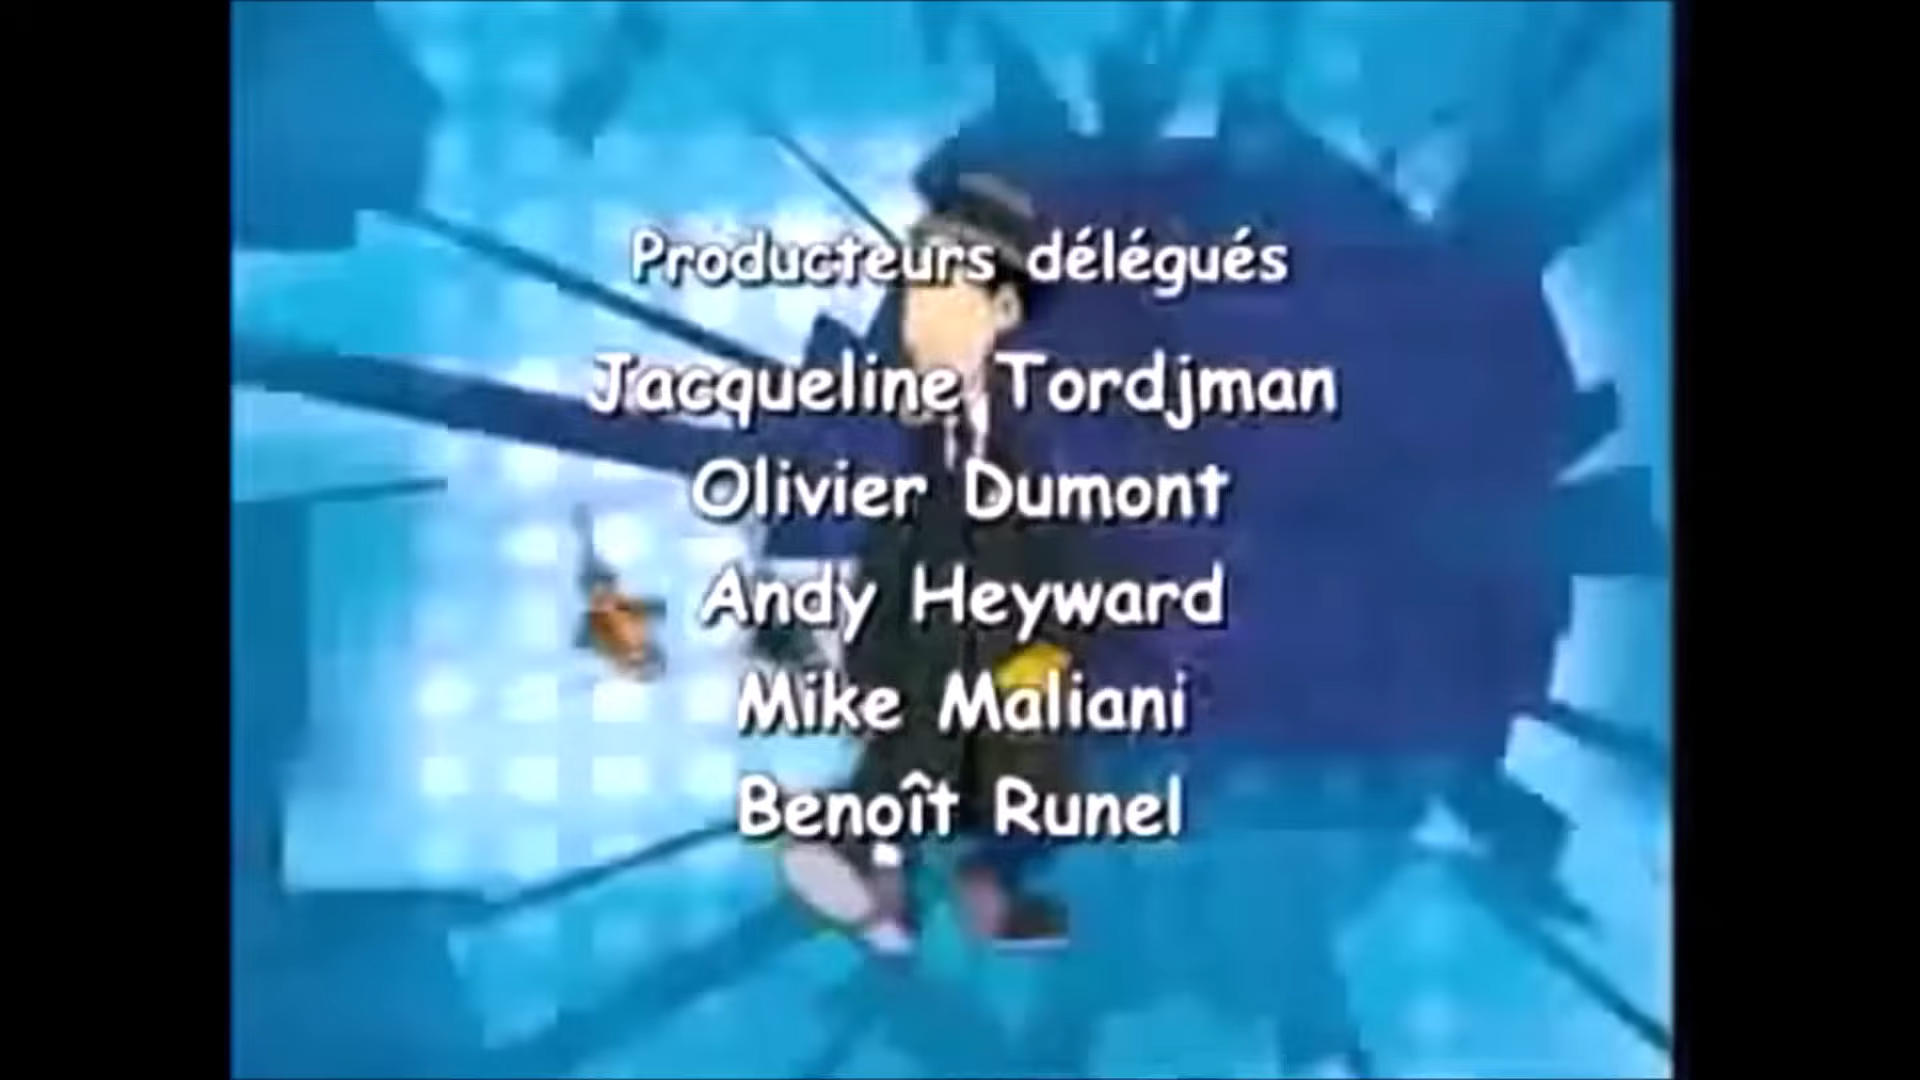 Producteurs délégués
Jacqueline Tordjman
Olivier Dumont
Andy Heyward
Mike Maliani
Benoît Runel